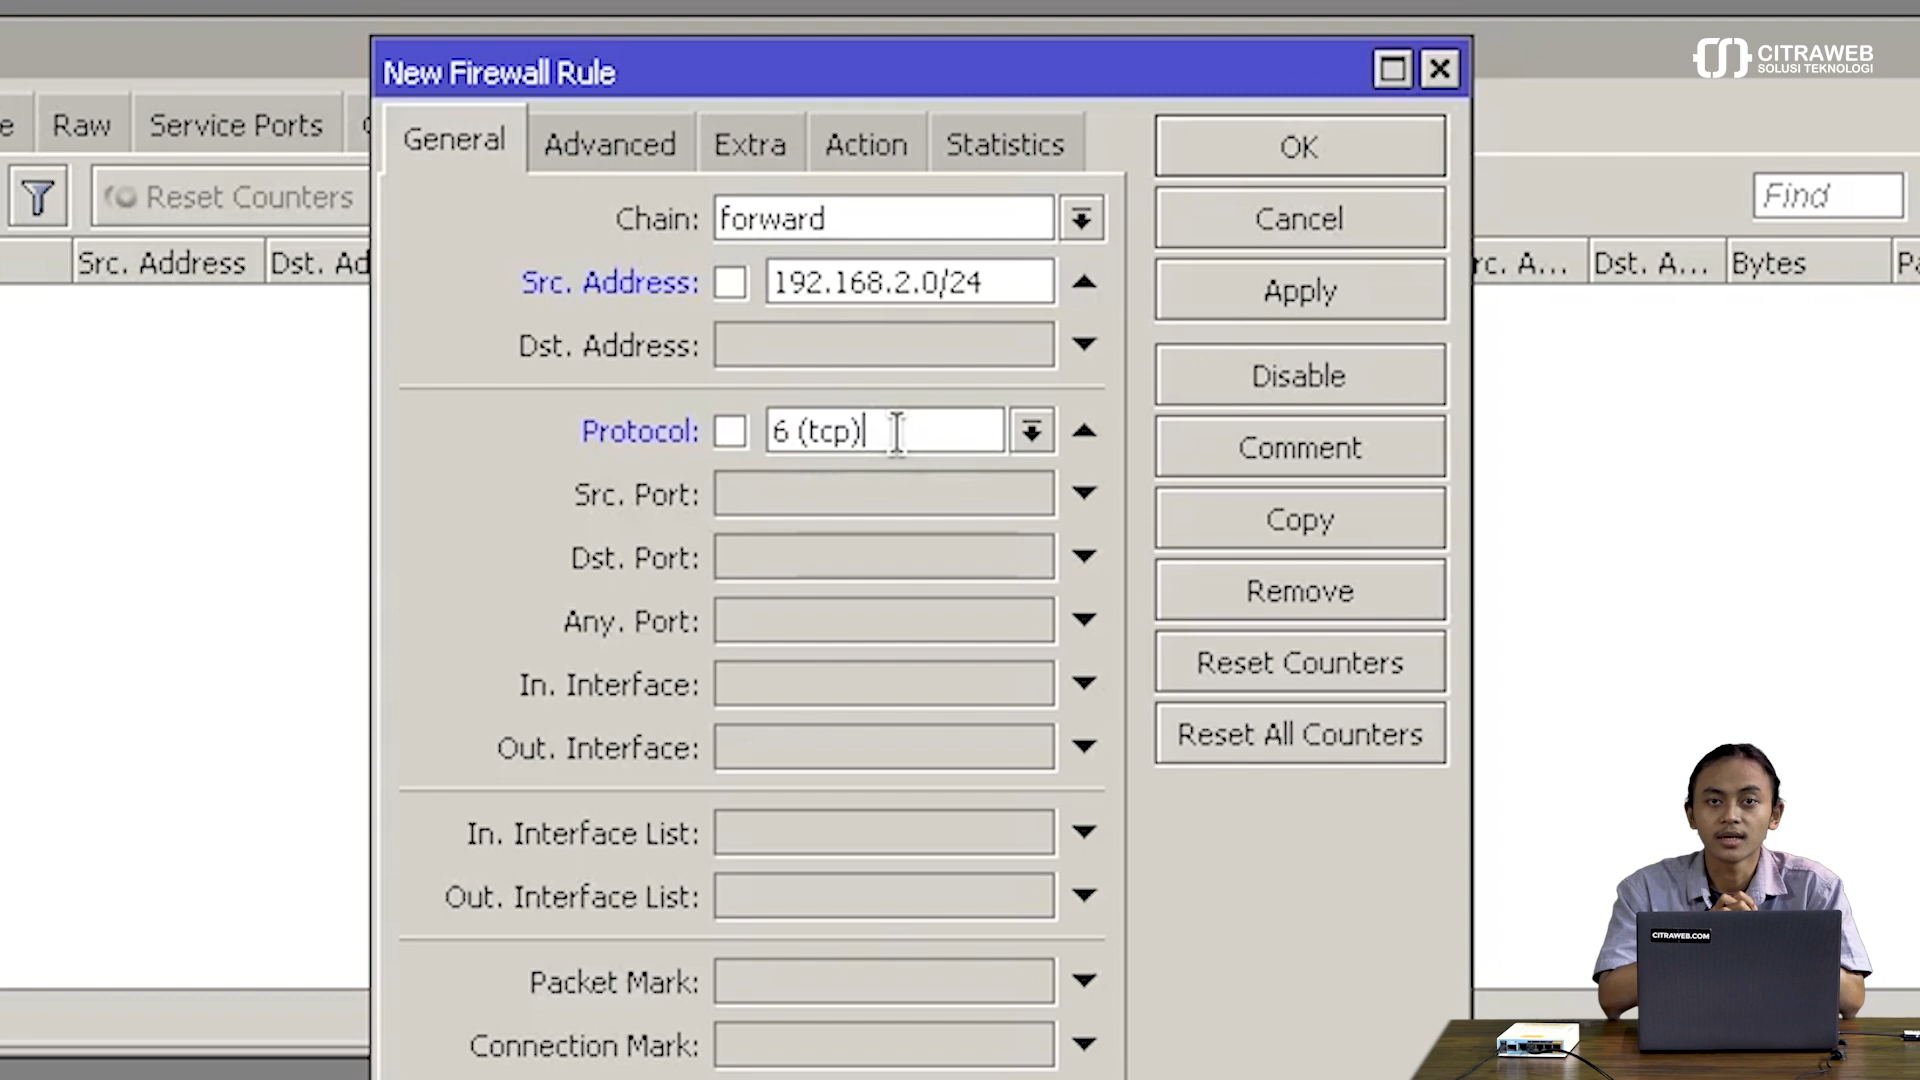 CITRAWEB
SOLUSI TEKNOLOGI
New Firewall Rule
Raw
Service Ports
General
Advanced
Extra
Action
Statistics
Reset Counters
Find
Src. Address
Dst. Ad
rc. A...
Dst. A...
Bytes
Chain: forward
Src. Address: 192.168.2.0/24
Dst. Address:
Protocol: 6 (tcp)
Src. Port:
Dst. Port:
Any. Port:
In. Interface:
Out. Interface:
In. Interface List:
Out. Interface List:
Packet Mark:
Connection Mark:
OK
Cancel
Apply
Disable
Comment
Copy
Remove
Reset Counters
Reset All Counters
CITRAWEB.COM